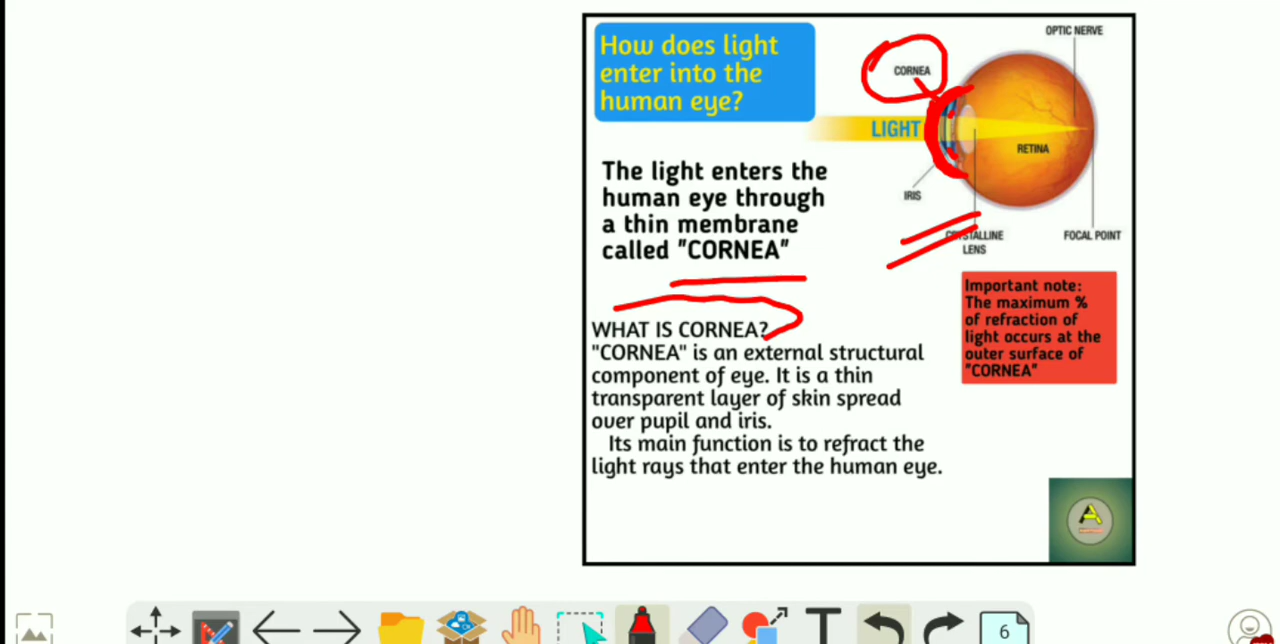 How does light
enter into the
human eye?
OPTIC NERVE
CORNEA
LIGHT
RETINA
IRIS
CRYSTALLINE
LENS
FOCAL POINT
The light enters the
human eye through
a thin membrane
called "CORNEA"
Important note:
The maximum %
of refraction of
light occurs at the
outer surface of
"CORNEA"
WHAT IS CORNEA?
"CORNEA" is an external structural
component of eye. It is a thin
transparent layer of skin spread
over pupil and iris.
Its main function is to refract the
light rays that enter the human eye.
A
T
6